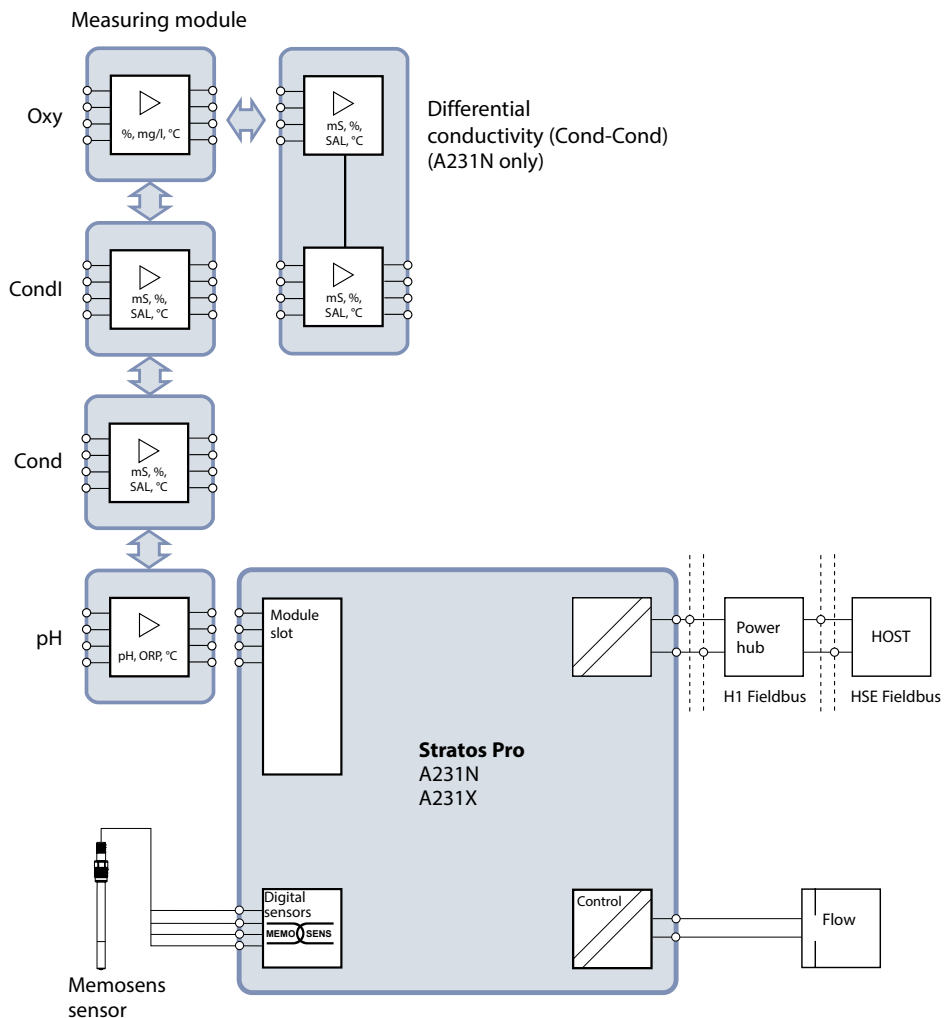 Measuring module
Oxy
%, mg/l, °C
mS, %,
SAL, °C
Differential
conductivity (Cond-Cond)
(A231N only)
CondI
mS, %,
SAL, °C
mS, %,
SAL, °C
Cond
mS, %,
SAL, °C
pH
pH, ORP, °C
Module
slot
Power
hub
HOST
H1 Fieldbus
HSE Fieldbus
Stratos Pro
A231N
A231X
Digital
sensors
MEMO SENS
Control
Flow
Memosens
sensor